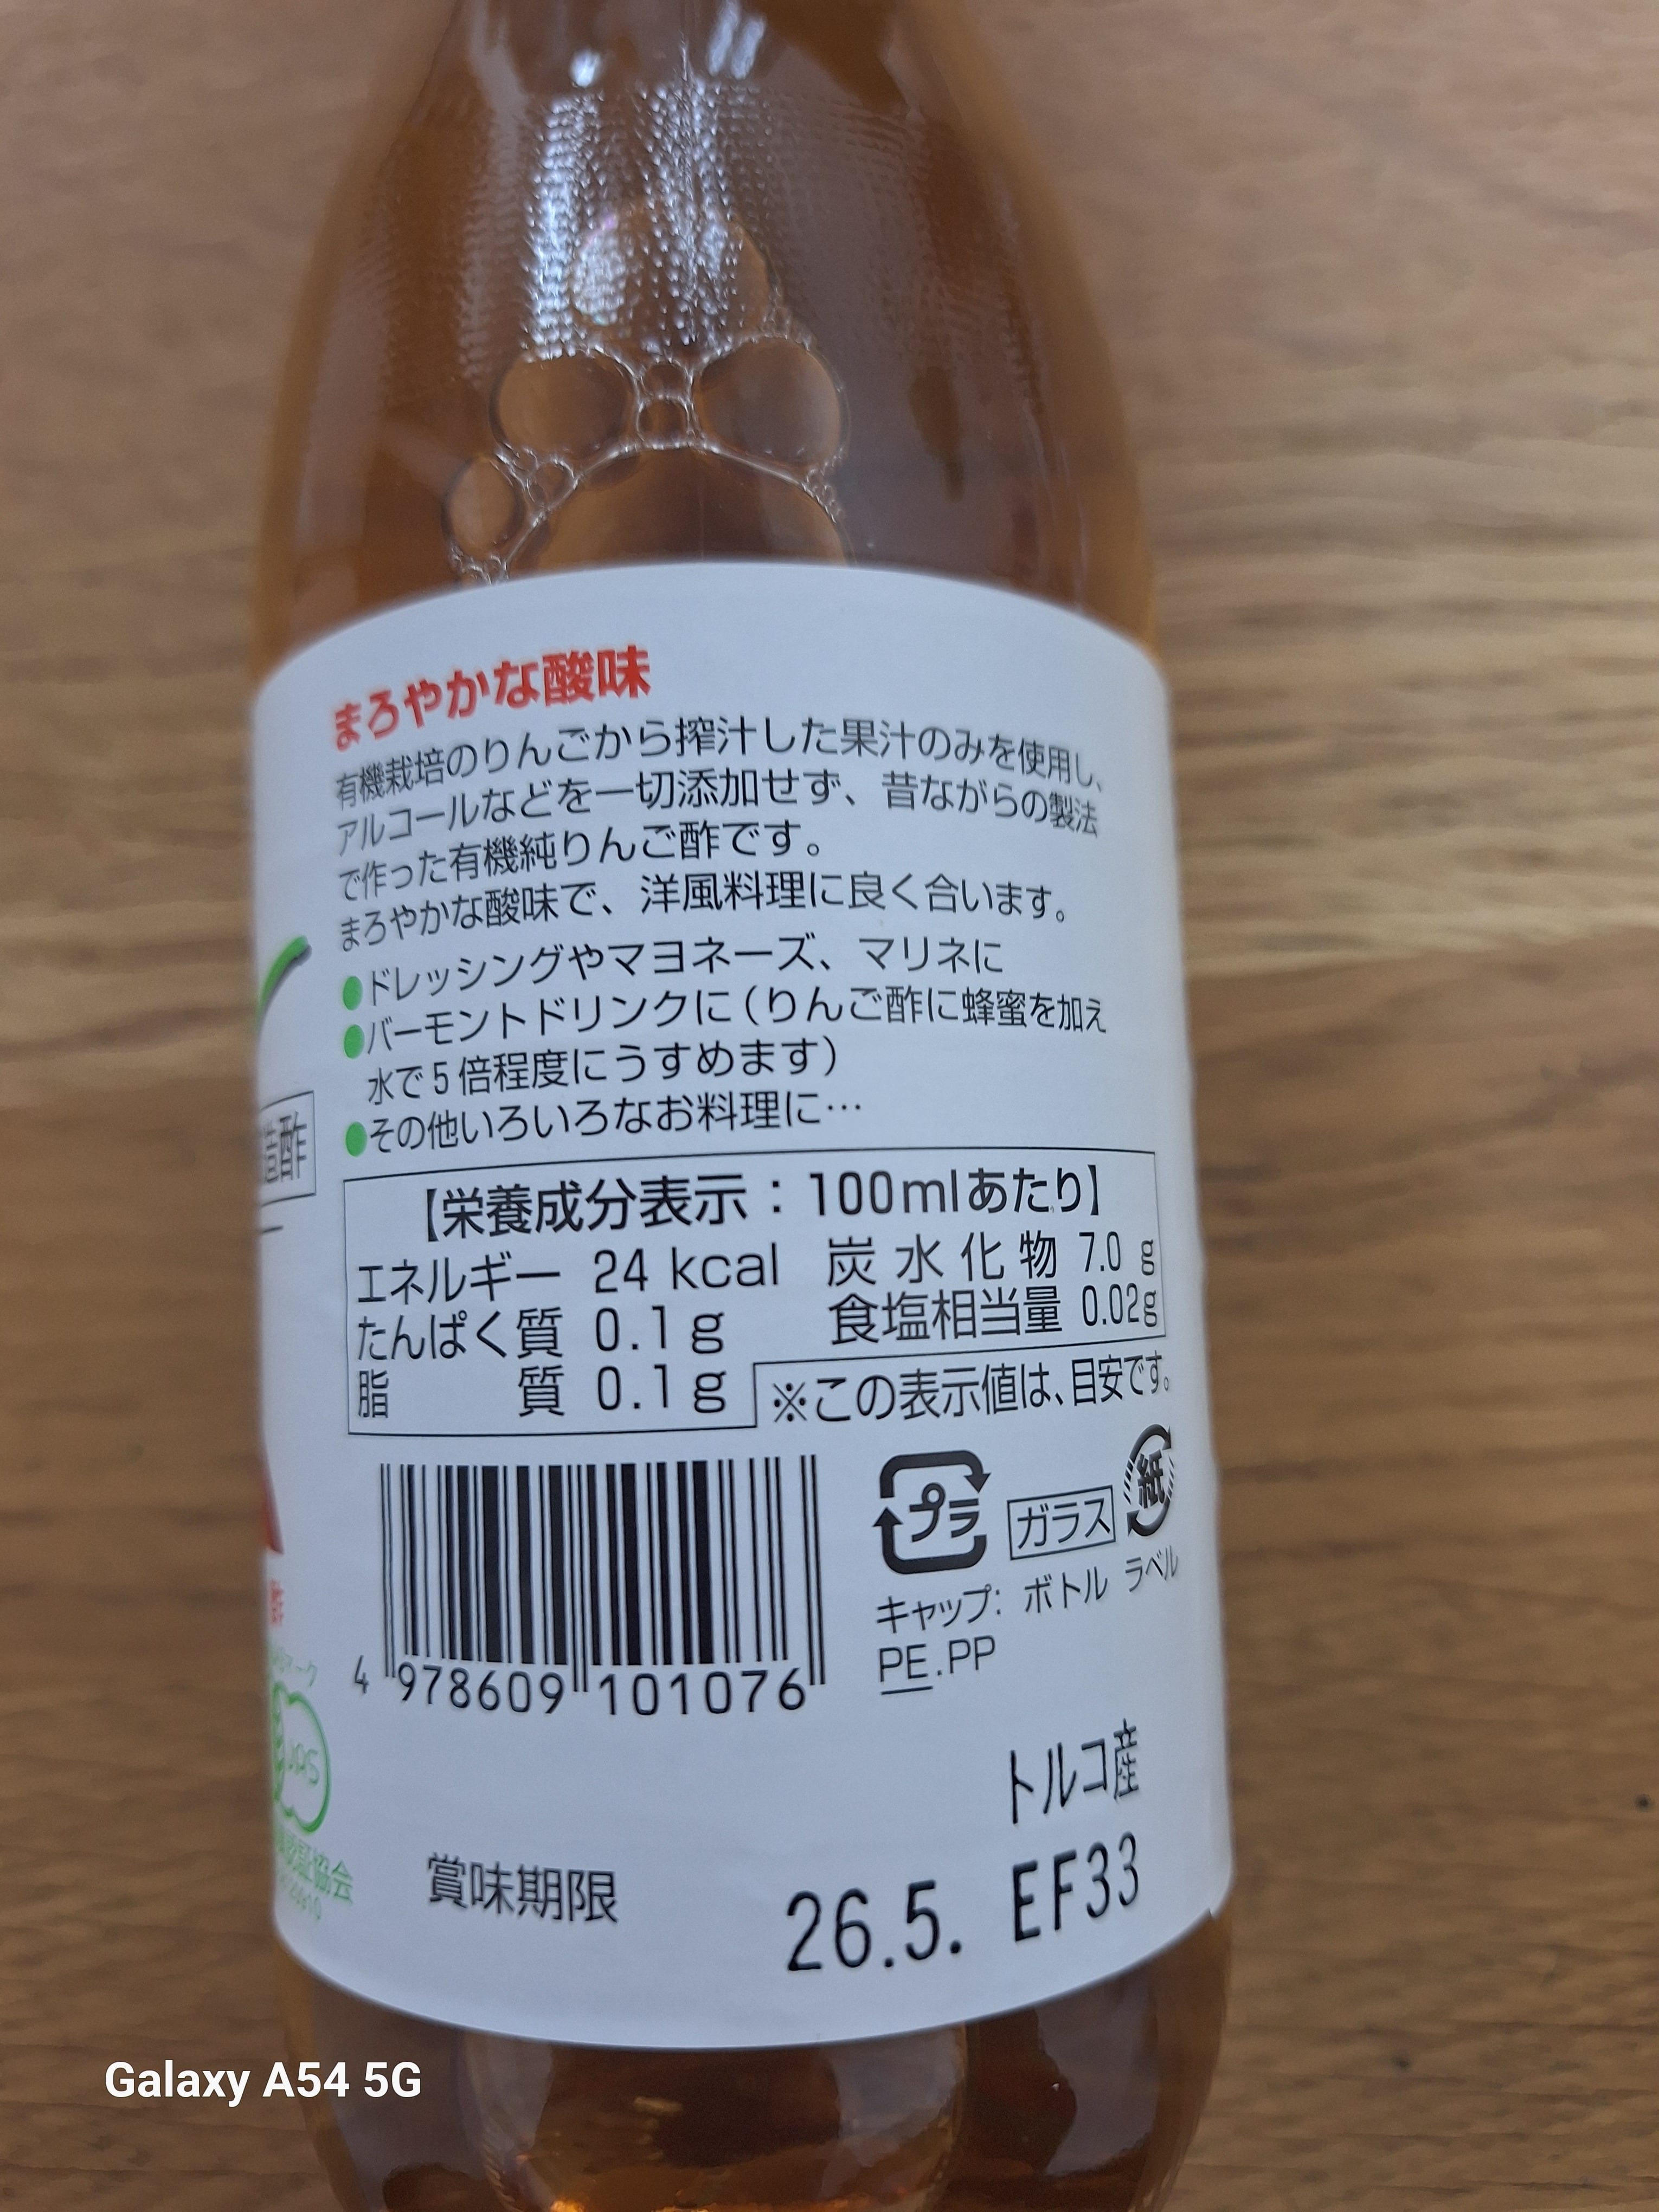 まろやかな酸味
有機栽培のりんごから搾汁した果汁のみを使用し、
アルコールなどを一切添加せず、昔ながらの製法
で作った有機純りんご酢です。
まろやかな酸味で、洋風料理に良く合います。
●ドレッシングやマヨネーズ、マリネに
●バーモントドリンクに（りんご酢に蜂蜜を加え
水で5倍程度にうすめます）
●その他いろいろなお料理に…
造酢
【栄養成分表示：100mlあたり】
エネルギー 24 kcal 炭水化物 7.0 g
たんぱく質 0.1g 食塩相当量 0.02g
脂質 0.1g ※この表示値は、目安です。
プラ ガラス 紙
キャップ: ボトル ラベル
PE.PP
4 978609 101076
酢
マーク
JAS
認証協会
トルコ産
賞味期限 26.5. EF33
Galaxy A54 5G